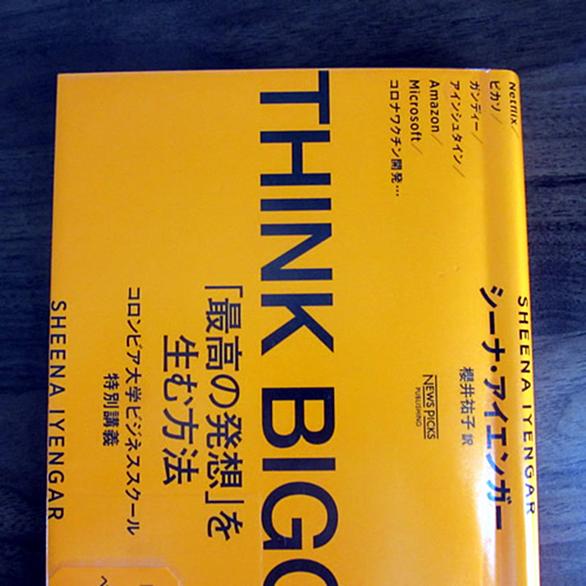 Netflix/
ピカソ/
ガンディー/
アインシュタイン/
Amazon/
Microsoft/
コロナワクチン開発…
SHEENA IYENGAR
シーナ・アイエンガー
櫻井祐子 訳
NEWSPICKS
PUBLISHING
THINK BIG
「最高の発想」を
生む方法
コロンビア大学ビジネススクール
特別講義
SHEENA IYENGAR